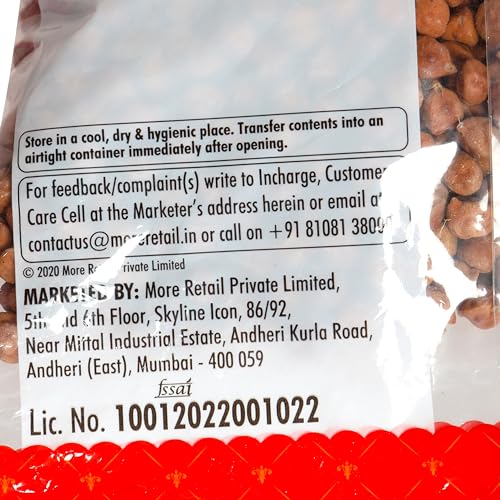 Store in a cool, dry & hygienic place. Transfer contents into an
airtight container immediately after opening.
For feedback/complaint(s) write to Incharge, Customer
Care Cell at the Marketer's address herein or email at
contactus@moreretail.in or call on +91 81081
© 2020 More Retail Private Limited
MARKETED BY: More Retail Private Limited,
5th and 6th Floor, Skyline Icon, 86/92,
Near Mittal Industrial Estate, Andheri Kurla Road,
Andheri (East), Mumbai - 400 059
fssai
Lic. No. 10012022001022